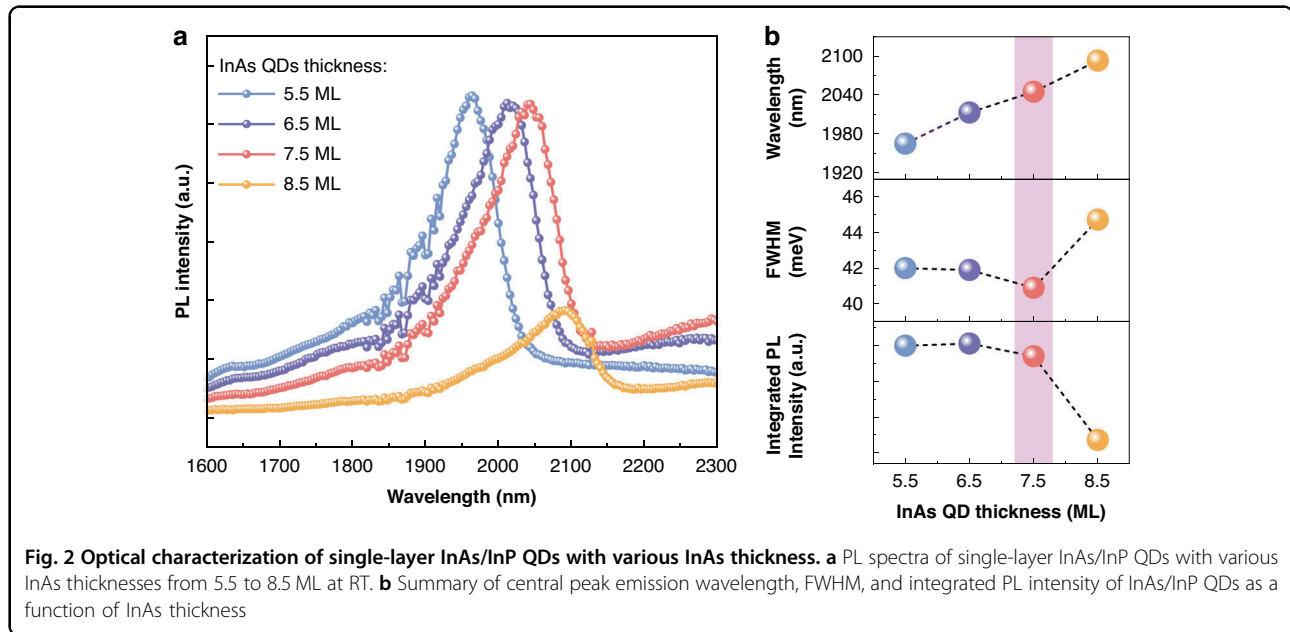 a
InAs QDs thickness:
5.5 ML
6.5 ML
7.5 ML
8.5 ML
PL intensity (a.u.)
1600 1700 1800 1900 2000 2100 2200 2300
Wavelength (nm)
b
Wavelength
(nm)
2100
2040
1980
1920
FWHM
(meV)
46
44
42
40
Integrated PL
Intensity (a.u.)
5.5 6.5 7.5 8.5
InAs QD thickness (ML)
Fig. 2 Optical characterization of single-layer InAs/InP QDs with various InAs thickness. a PL spectra of single-layer InAs/InP QDs with various
InAs thicknesses from 5.5 to 8.5 ML at RT. b Summary of central peak emission wavelength, FWHM, and integrated PL intensity of InAs/InP QDs as a
function of InAs thickness